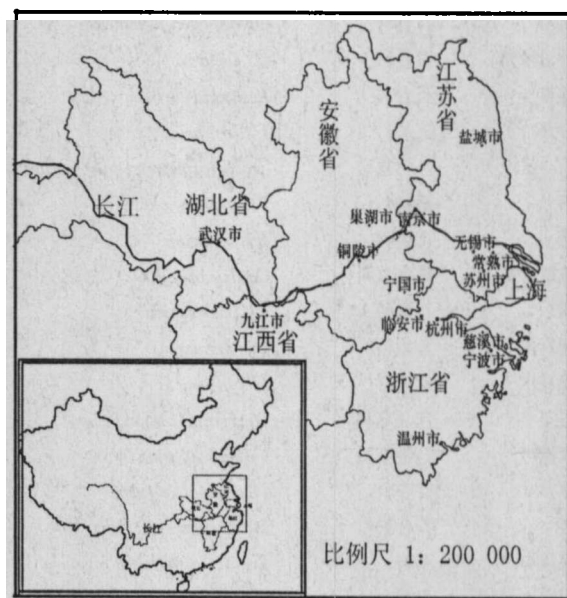 江苏省
安徽省
盐城市
长江
湖北省
巢湖市
南京市
武汉市
无锡市
铜陵市
常熟市
苏州市
宁国市
上海
九江市
临安市
杭州市
江西省
慈溪市
宁波市
浙江省
温州市
长江
比例尺 1: 200 000